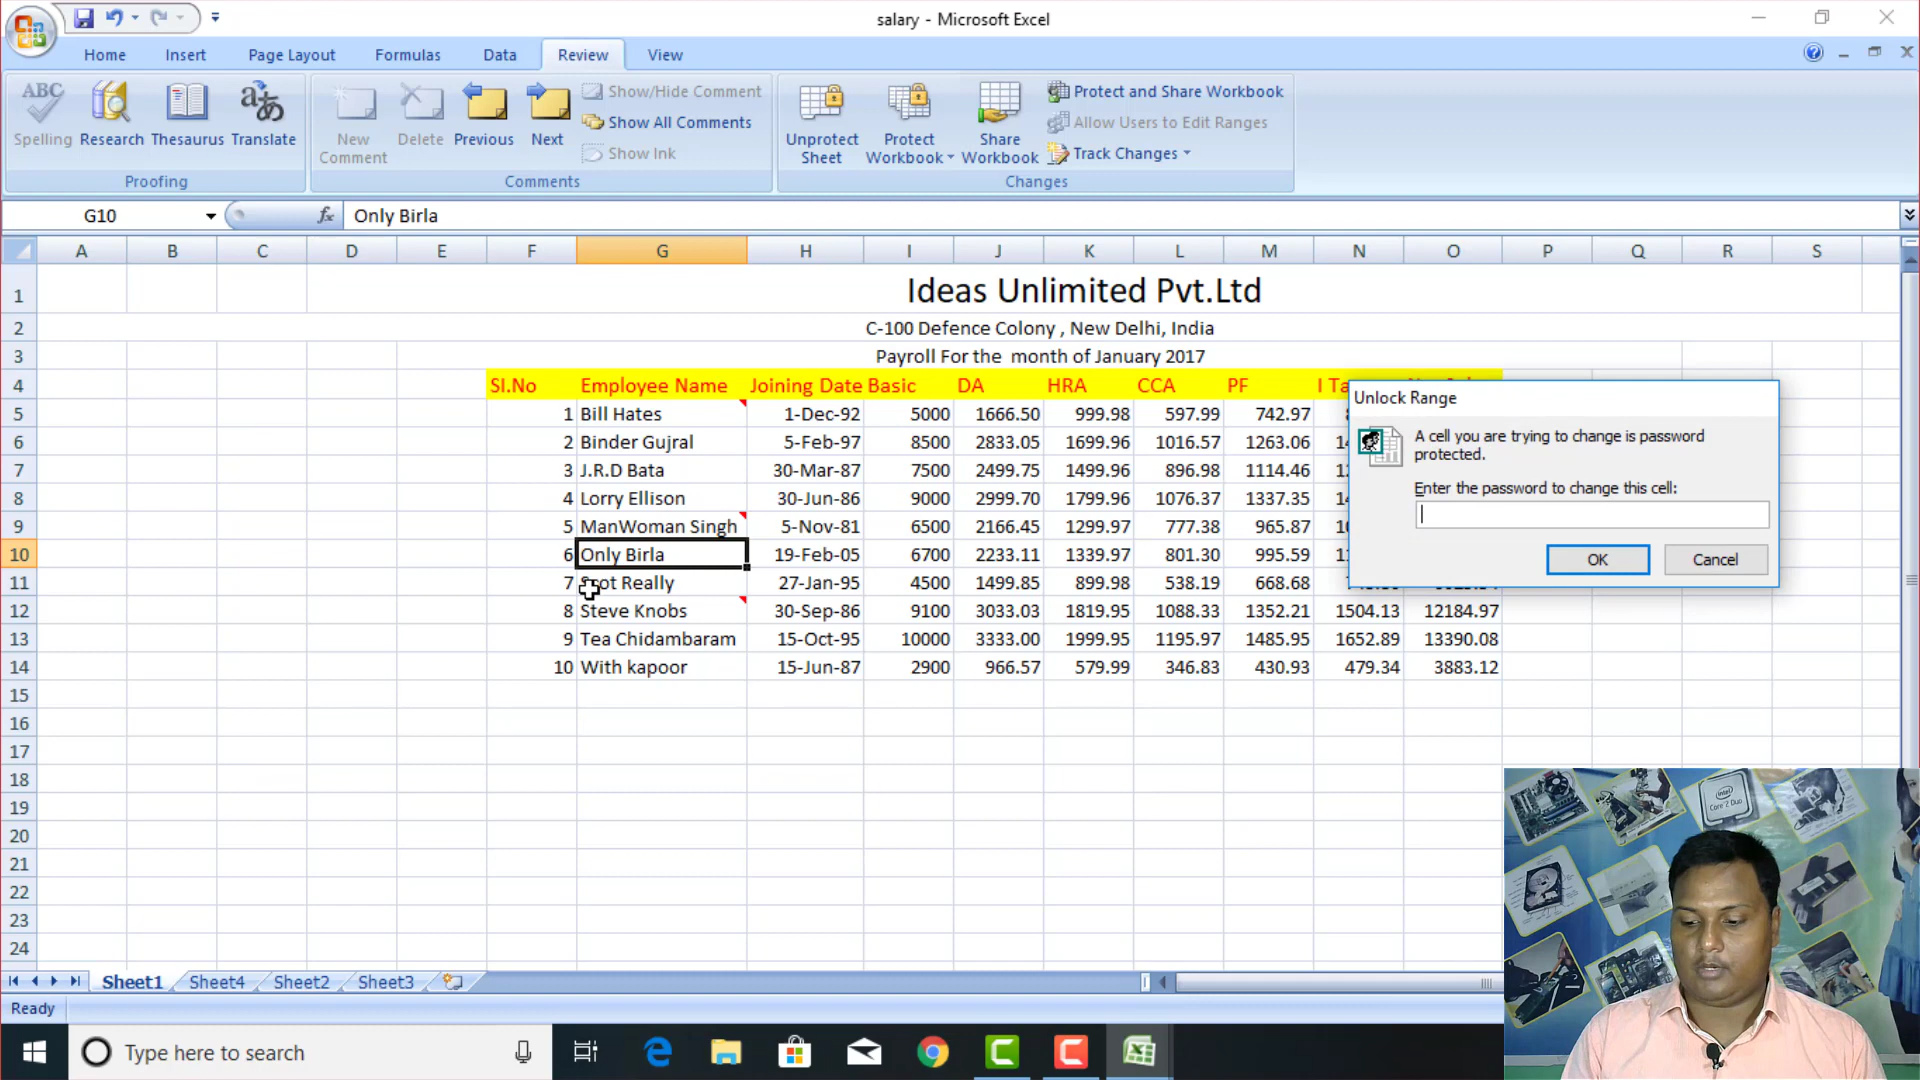 salary - Microsoft Excel
Home Insert Page Layout Formulas Data Review View
ABC
Spelling Research Thesaurus Translate
Proofing
New Comment Delete Previous Next
Show/Hide Comment
Show All Comments
Show Ink
Comments
Unprotect Sheet Protect Workbook Share Workbook
Protect and Share Workbook
Allow Users to Edit Ranges
Track Changes
Changes
G10 fx Only Birla
A B C D E F G H I J K L M N O P Q R S
1 Ideas Unlimited Pvt.Ltd
2 C-100 Defence Colony , New Delhi, India
3 Payroll For the month of January 2017
4 Sl.No Employee Name Joining Date Basic DA HRA CCA PF I Ta
5 1 Bill Hates 1-Dec-92 5000 1666.50 999.98 597.99 742.97
6 2 Binder Gujral 5-Feb-97 8500 2833.05 1699.96 1016.57 1263.06
7 3 J.R.D Bata 30-Mar-87 7500 2499.75 1499.96 896.98 1114.46
8 4 Lorry Ellison 30-Jun-86 9000 2999.70 1799.96 1076.37 1337.35
9 5 ManWoman Singh 5-Nov-81 6500 2166.45 1299.97 777.38 965.87
10 6 Only Birla 19-Feb-05 6700 2233.11 1339.97 801.30 995.59
11 7 Really 27-Jan-95 4500 1499.85 899.98 538.19 668.68
12 8 Steve Knobs 30-Sep-86 9100 3033.03 1819.95 1088.33 1352.21 1504.13 12184.97
13 9 Tea Chidambaram 15-Oct-95 10000 3333.00 1999.95 1195.97 1485.95 1652.89 13390.08
14 10 With kapoor 15-Jun-87 2900 966.57 579.99 346.83 430.93 479.34 3883.12
15
16
17
18
19
20
21
22
23
24
Unlock Range
A cell you are trying to change is password
protected.
Enter the password to change this cell:
OK Cancel
Sheet1 Sheet4 Sheet2 Sheet3
Ready
Type here to search
intel
Core 2 Duo